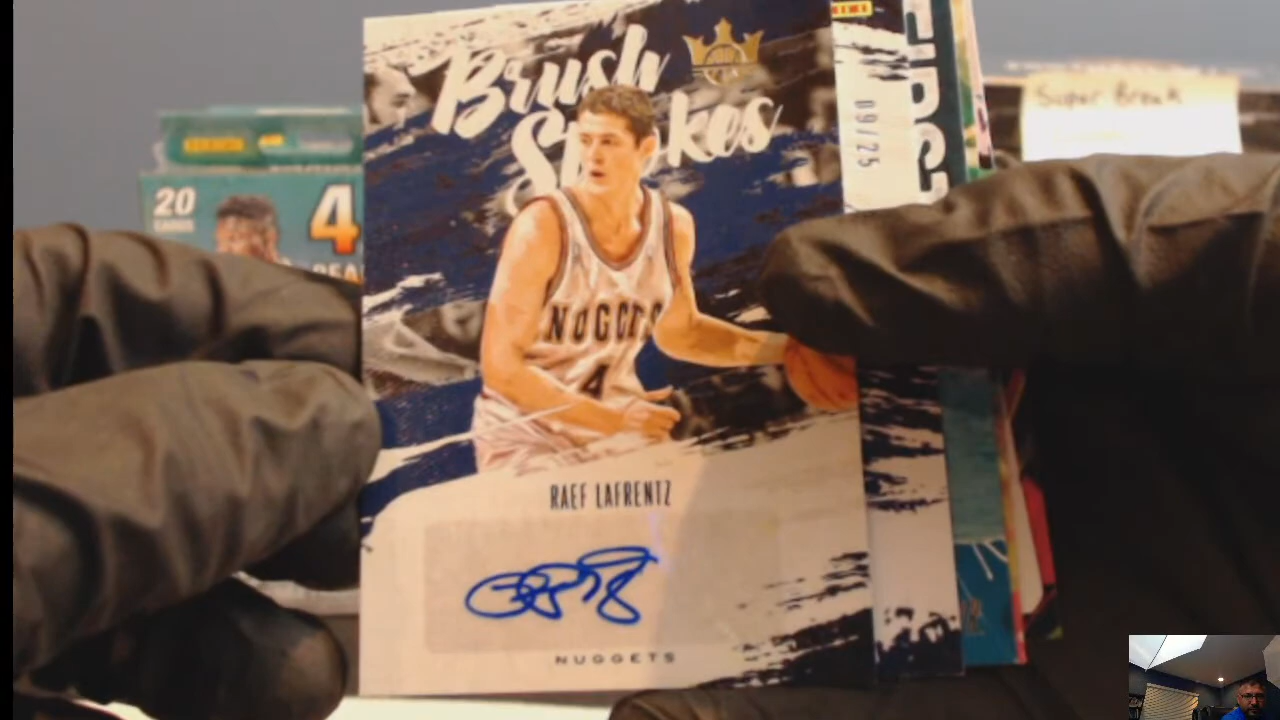 Brush
Strokes
Super Break
09/25
20
CARDS
4
NUGGETS
4
RAEF LAFRENTZ
NUGGETS